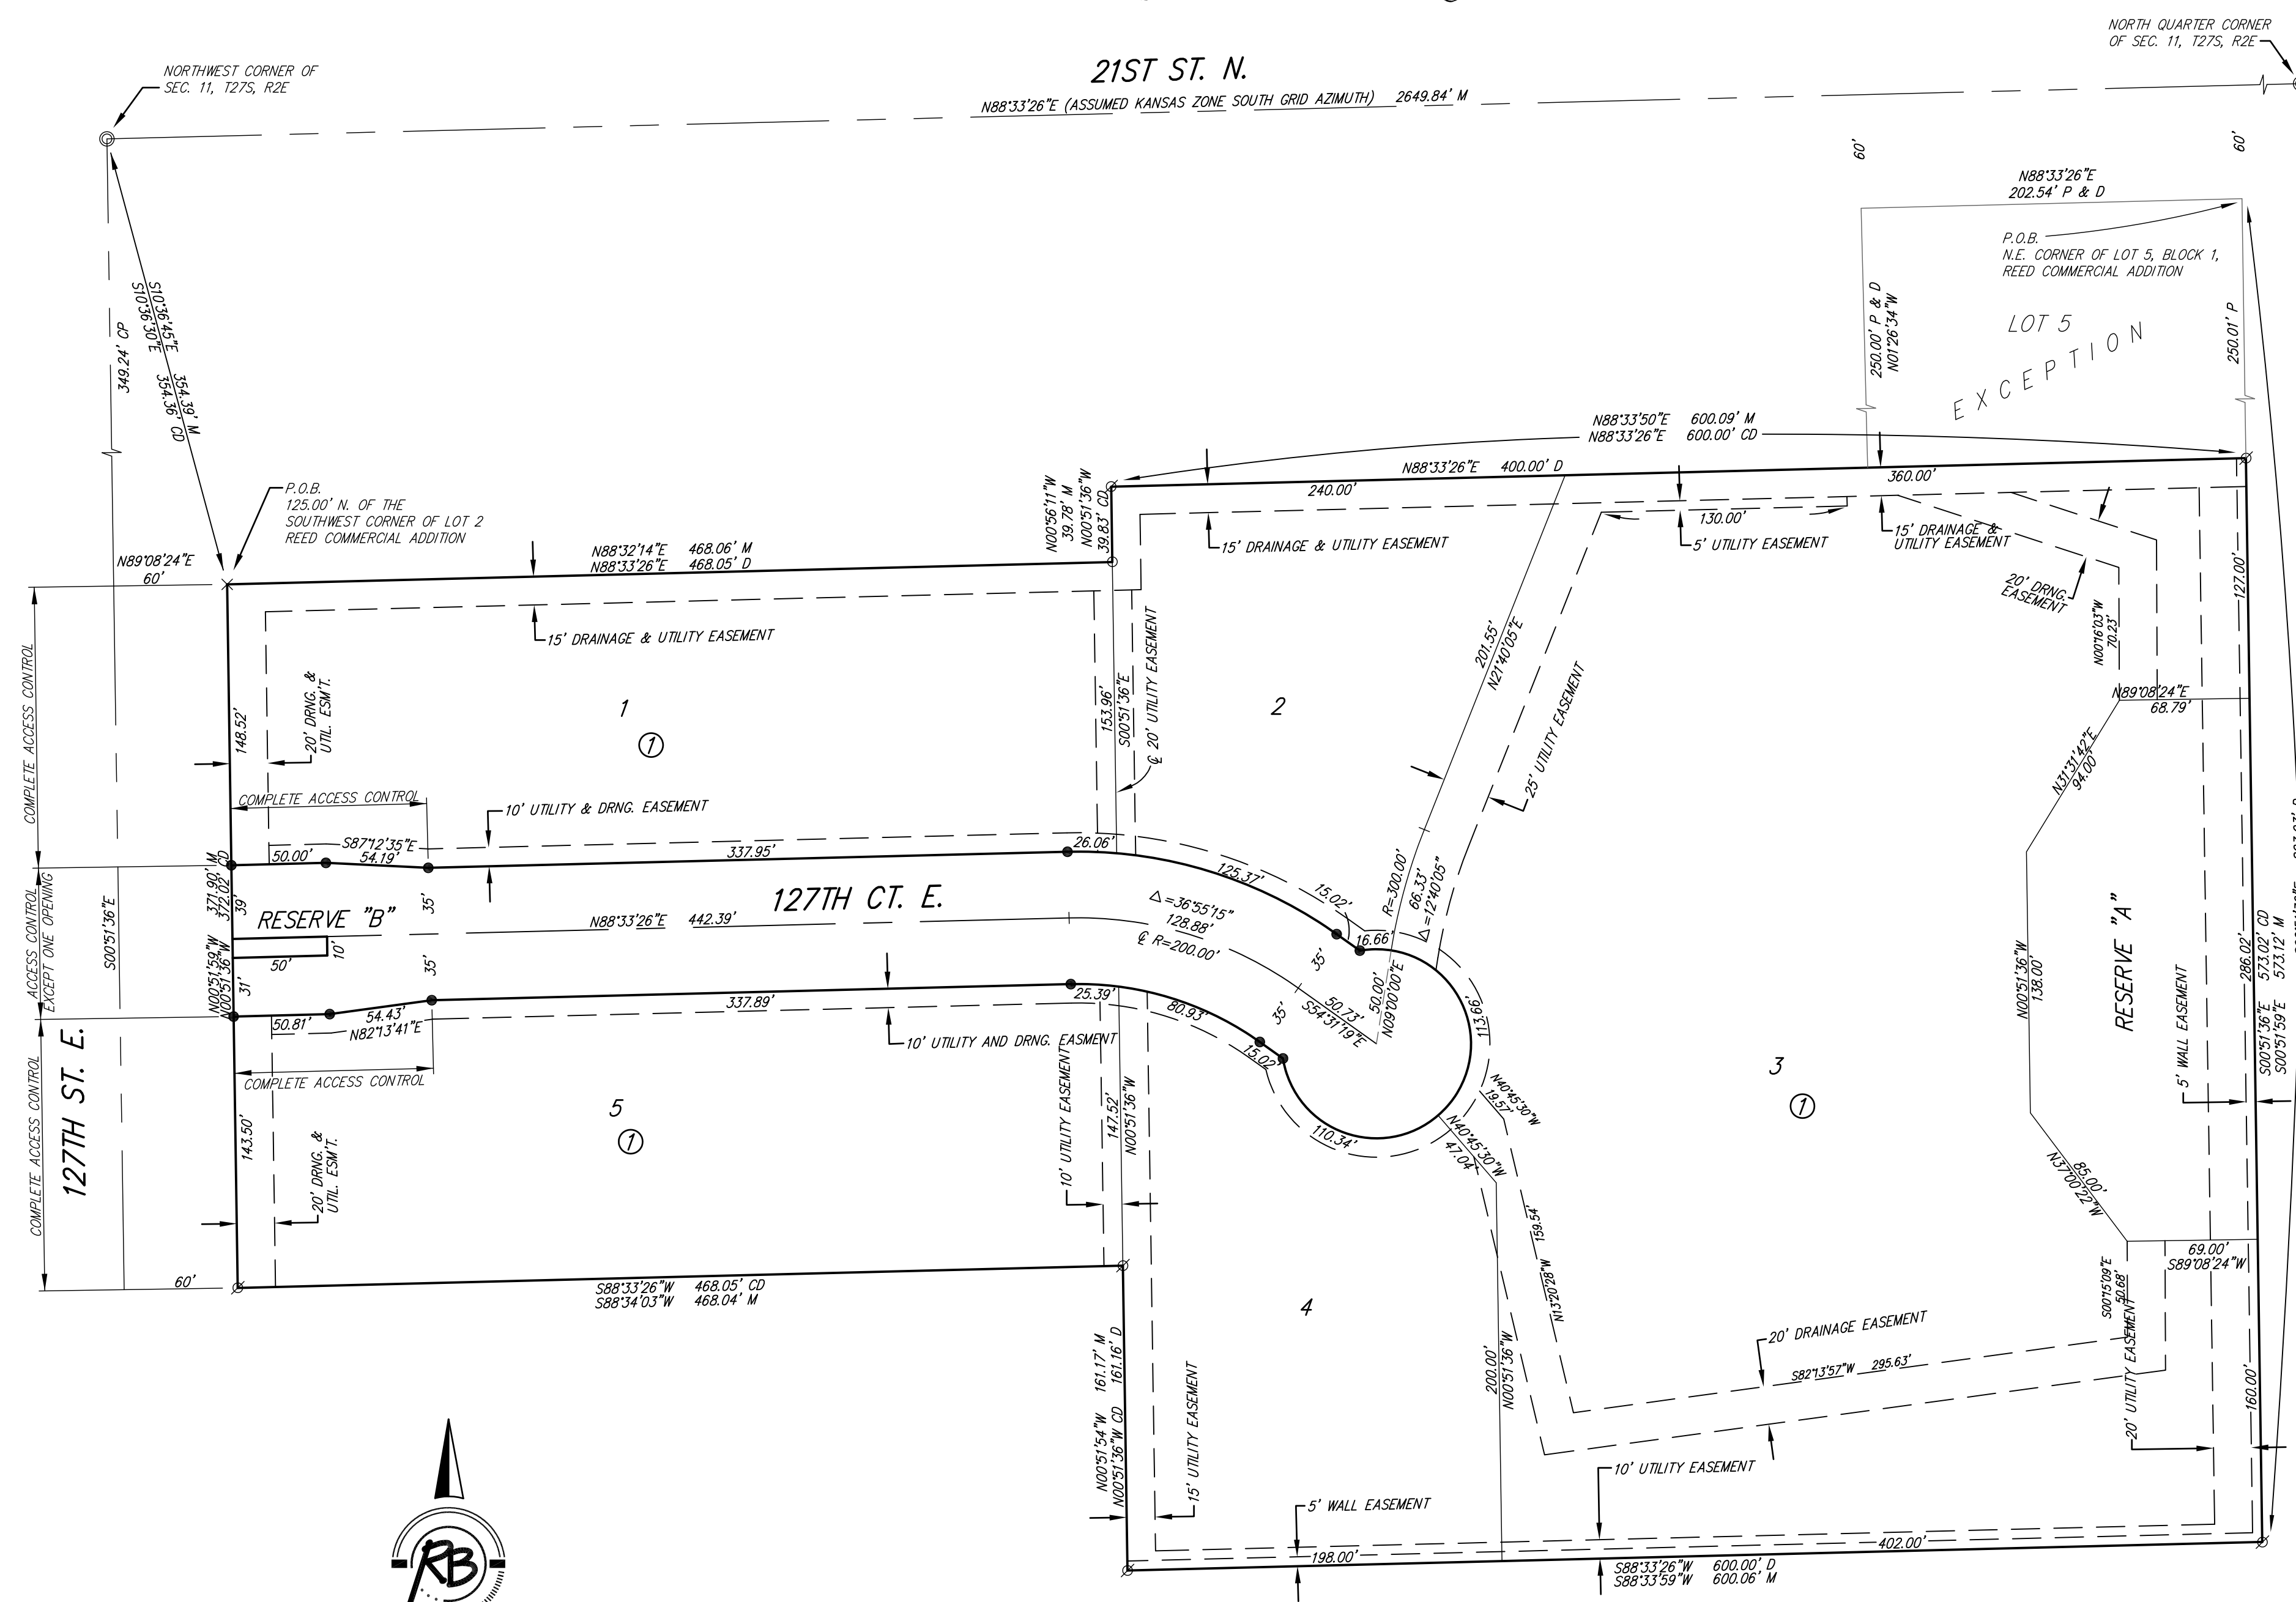 NORTH QUARTER CORNER
OF SEC. 11, T27S, R2E
NORTHWEST CORNER OF
SEC. 11, T27S, R2E
21ST ST. N.
N88°33'26"E (ASSUMED KANSAS ZONE SOUTH GRID AZIMUTH) 2649.84' M
60'
60'
N88°33'26"E
202.54' P & D
P.O.B.
N.E. CORNER OF LOT 5, BLOCK 1,
REED COMMERCIAL ADDITION
LOT 5
EXCEPTION
250.00' P & D
N01°26'34"W
250.01' P
349.24' CP
S10°36'45"E 354.39' M
S10°36'30"E 354.36' CD
P.O.B.
125.00' N. OF THE
SOUTHWEST CORNER OF LOT 2
REED COMMERCIAL ADDITION
N89°08'24"E
60'
N88°32'14"E 468.06' M
N88°33'26"E 468.05' D
N00°56'11"W
39.78' M
N00°51'36"W
39.83' CD
N88°33'50"E 600.09' M
N88°33'26"E 600.00' CD
N88°33'26"E 400.00' D
240.00'
360.00'
130.00'
15' DRAINAGE & UTILITY EASEMENT
5' UTILITY EASEMENT
15' DRAINAGE &
UTILITY EASEMENT
20' DRNG.
EASEMENT
N00°16'03"W
70.23'
127.00'
15' DRAINAGE & UTILITY EASEMENT
COMPLETE ACCESS CONTROL
148.52'
20' DRNG. &
UTIL. ESM'T.
1
1
153.96'
S00°51'36"E
℄ 20' UTILITY EASEMENT
2
201.55'
N21°40'05"E
25' UTILITY EASEMENT
N89°08'24"E
68.79'
N31°31'42"E
94.00'
COMPLETE ACCESS CONTROL
10' UTILITY & DRNG. EASEMENT
S87°12'35"E
50.00'
54.19'
337.95'
26.06'
125.37'
15.02'
16.66'
R=300.00'
66.33'
△=12°40'05"
ACCESS CONTROL
EXCEPT ONE OPENING
S00°51'36"E
371.90' M
372.02' CD
N00°51'59"W
N00°51'36"W
39'
35'
RESERVE "B"
10'
50'
31'
35'
N88°33'26"E 442.39'
127TH CT. E.
△=36°55'15"
128.88'
℄ R=200.00'
35'
35'
50.73'
S54°31'19"E
50.00'
N09°00'00"E
113.66'
N00°51'36"W
138.00'
RESERVE "A"
5' WALL EASEMENT
286.02'
S00°51'36"E 573.02' CD
S00°51'59"E 573.12' M
50.81'
54.43'
N82°13'41"E
337.89'
25.39'
80.93'
15.02'
110.34'
10' UTILITY AND DRNG. EASEMENT
COMPLETE ACCESS CONTROL
127TH ST. E.
COMPLETE ACCESS CONTROL
143.50'
20' DRNG. &
UTIL. ESM'T.
5
1
10' UTILITY EASEMENT
147.52'
N00°51'36"W
N40°45'30"W
19.57'
N40°45'30"W
47.04'
3
1
85.00'
N37°00'22"W
69.00'
S89°08'24"W
60'
S88°33'26"W 468.05' CD
S88°34'03"W 468.04' M
4
159.54'
N13°20'28"W
S00°15'09"E
50.68'
20' DRAINAGE EASEMENT
S82°13'57"W 295.63'
20' UTILITY EASEMENT
160.00'
200.00'
N00°51'36"W
N00°51'54"W 161.17' M
N00°51'36"W CD 161.16' D
15' UTILITY EASEMENT
10' UTILITY EASEMENT
5' WALL EASEMENT
198.00'
402.00'
S88°33'26"W 600.00' D
S88°33'59"W 600.06' M
RB